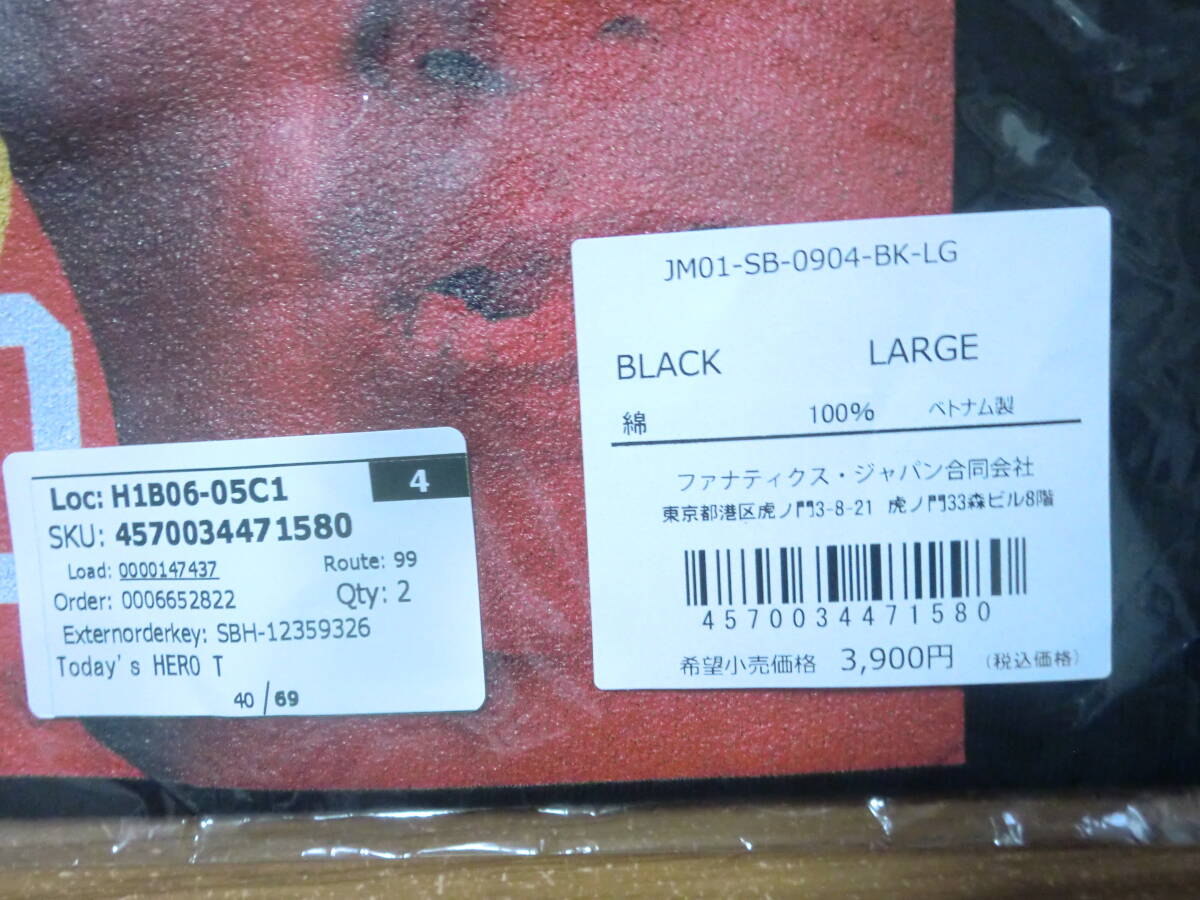 JM01-SB-0904-BK-LG
BLACK LARGE
綿 100% ベトナム製
ファナティクス・ジャパン合同会社
東京都港区虎ノ門3-8-21 虎ノ門33森ビル8階
4570034471580
希望小売価格 3,900円 (税込価格)
Loc: H1B06-05C1 4
SKU: 4570034471580
Load: 0000147437 Route: 99
Order: 0006652822 Qty: 2
Externorderkey: SBH-12359326
Today's HERO T
40 / 69